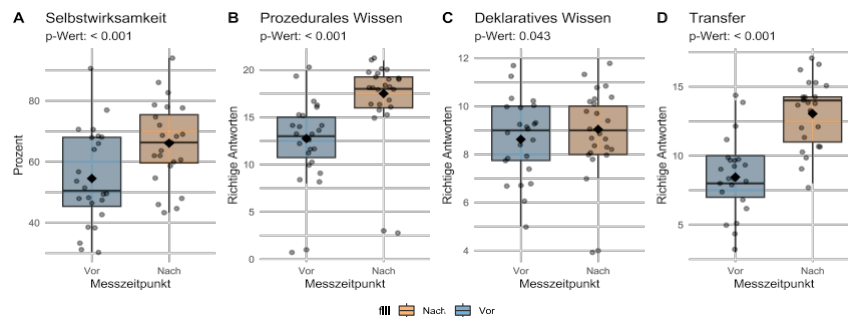 A Selbstwirksamkeit
p-Wert: < 0.001
Prozent
80
60
40
Vor Nach
Messzeitpunkt
B Prozedurales Wissen
p-Wert: < 0.001
Richtige Antworten
20
15
10
5
0
Vor Nach
Messzeitpunkt
C Deklaratives Wissen
p-Wert: 0.043
Richtige Antworten
12
10
8
6
4
Vor Nach
Messzeitpunkt
D Transfer
p-Wert: < 0.001
Richtige Antworten
15
10
5
Vor Nach
Messzeitpunkt
fill Nach Vor